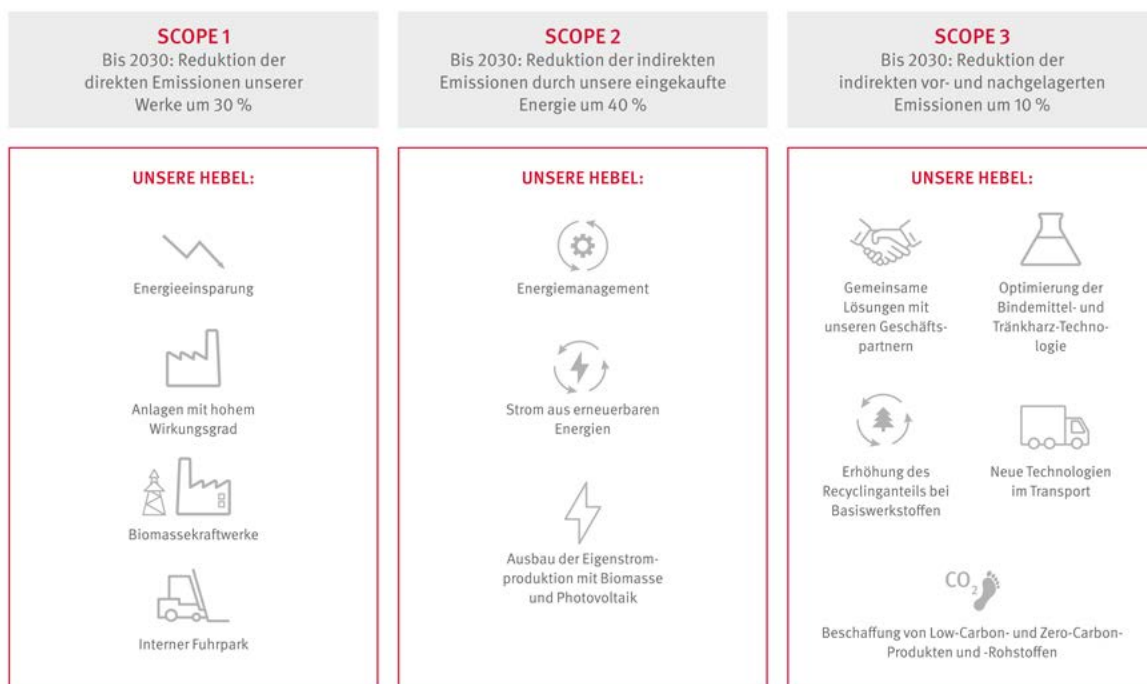 SCOPE 1
Bis 2030: Reduktion der
direkten Emissionen unserer
Werke um 30 %
SCOPE 2
Bis 2030: Reduktion der indirekten
Emissionen durch unsere eingekaufte
Energie um 40 %
SCOPE 3
Bis 2030: Reduktion der
indirekten vor- und nachgelagerten
Emissionen um 10 %
UNSERE HEBEL:
Energieeinsparung
Anlagen mit hohem
Wirkungsgrad
Biomassekraftwerke
Interner Fuhrpark
UNSERE HEBEL:
Energiemanagement
Strom aus erneuerbaren
Energien
Ausbau der Eigenstrom-
produktion mit Biomasse
und Photovoltaik
UNSERE HEBEL:
Gemeinsame
Lösungen mit
unseren Geschäfts-
partnern
Optimierung der
Bindemittel- und
Tränkharz-Techno-
logie
Erhöhung des
Recyclinganteils bei
Basiswerkstoffen
Neue Technologien
im Transport
CO2
Beschaffung von Low-Carbon- und Zero-Carbon-
Produkten und -Rohstoffen